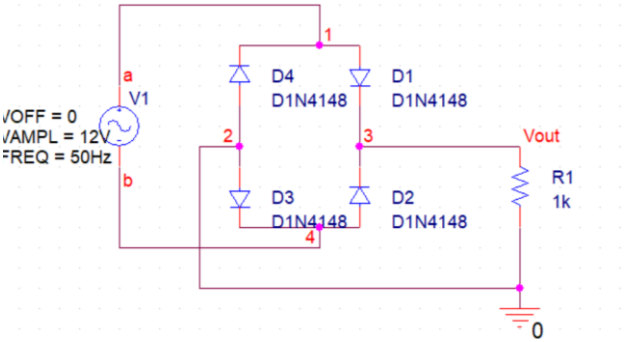 1
a
V1
VOFF = 0
VAMPL = 12V
FREQ = 50Hz
b
D4
D1N4148
D1
D1N4148
2
3
Vout
D3
D1N4148
D2
D1N4148
R1
1k
4
0